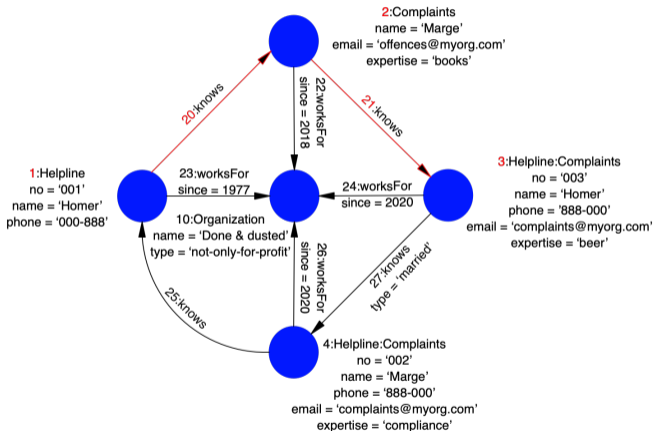 2:Complaints
name = ‘Marge’
email = ‘offences@myorg.com’
expertise = ‘books’
20:knows
22:worksFor
since = 2018
21:knows
1:Helpline
no = ‘001’
name = ‘Homer’
phone = ‘000-888’
23:worksFor
since = 1977
24:worksFor
since = 2020
3:Helpline:Complaints
no = ‘003’
name = ‘Homer’
phone = ‘888-000’
email = ‘complaints@myorg.com’
expertise = ‘beer’
10:Organization
name = ‘Done & dusted’
type = ‘not-only-for-profit’
26:worksFor
since = 2020
27:knows
type = ‘married’
25:knows
4:Helpline:Complaints
no = ‘002’
name = ‘Marge’
phone = ‘888-000’
email = ‘complaints@myorg.com’
expertise = ‘compliance’